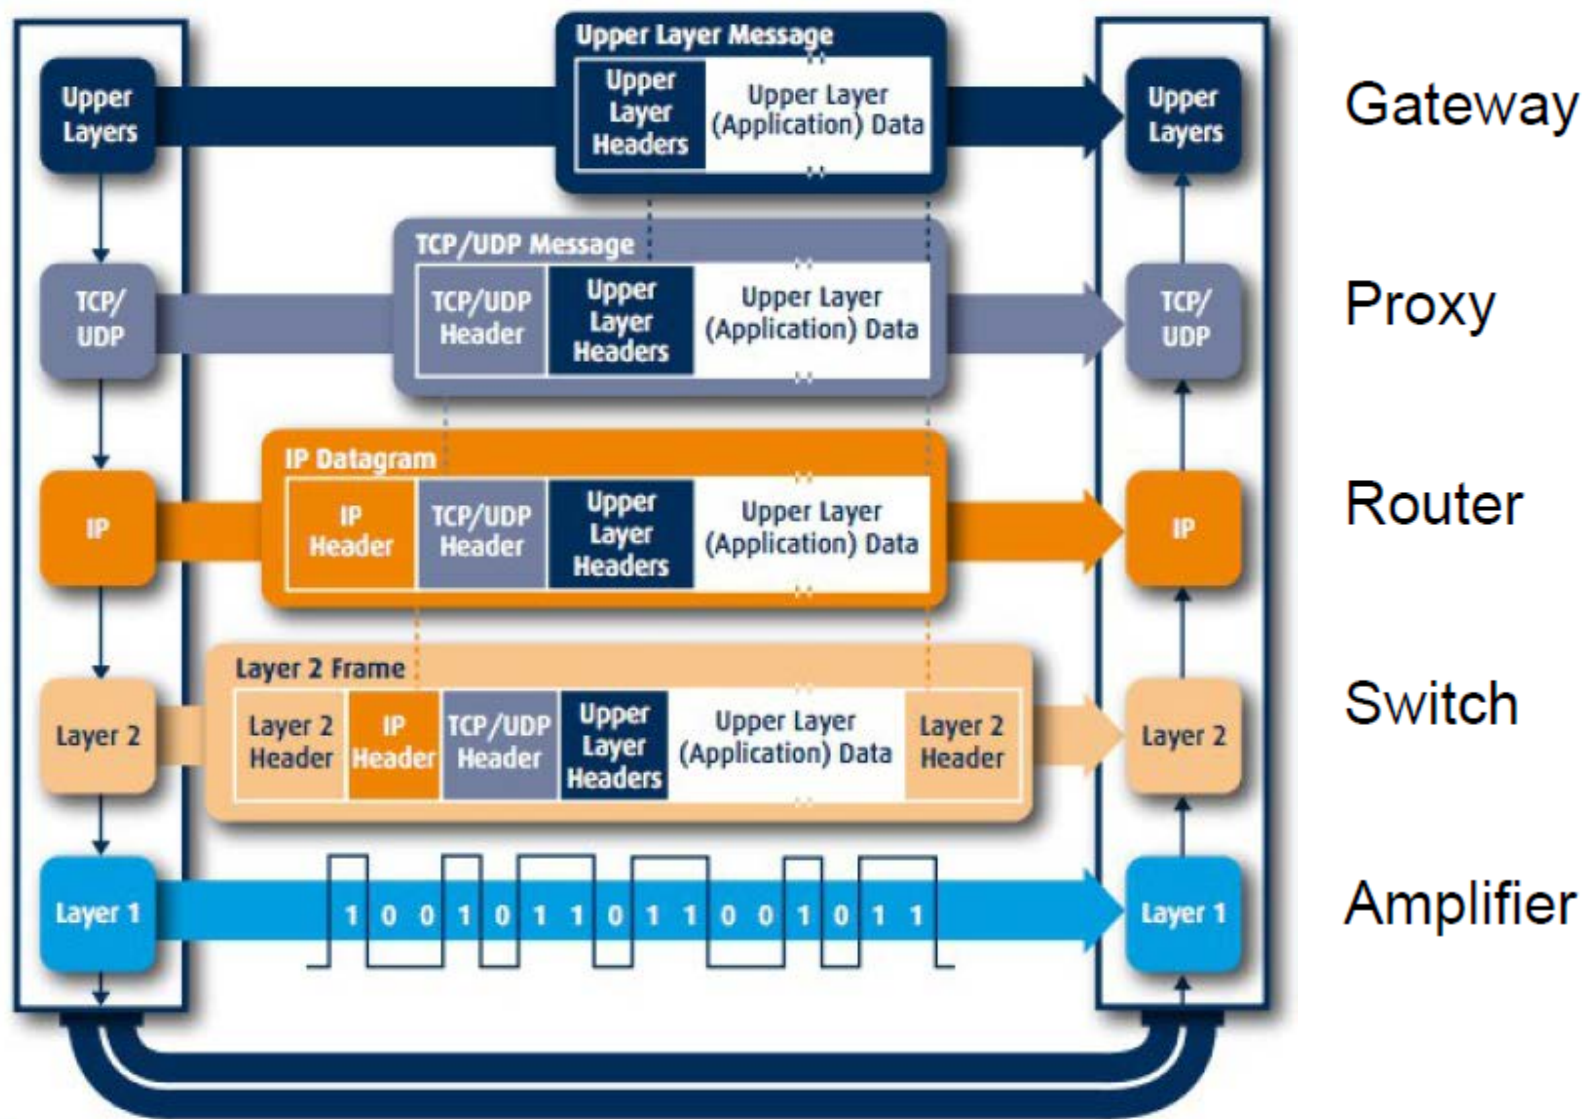 Upper Layer Message
Upper
Layers
Upper
Layer
Headers
Upper Layer
(Application) Data
Upper
Layers
Gateway
TCP/UDP Message
TCP/
UDP
TCP/UDP
Header
Upper
Layer
Headers
Upper Layer
(Application) Data
TCP/
UDP
Proxy
IP Datagram
IP
IP
Header
TCP/UDP
Header
Upper
Layer
Headers
Upper Layer
(Application) Data
IP
Router
Layer 2 Frame
Layer 2
Layer 2
Header
IP
Header
TCP/UDP
Header
Upper
Layer
Headers
Upper Layer
(Application) Data
Layer 2
Header
Layer 2
Switch
Layer 1
1 0 0 1 0 1 1 0 1 1 0 0 1 0 1 1
Layer 1
Amplifier